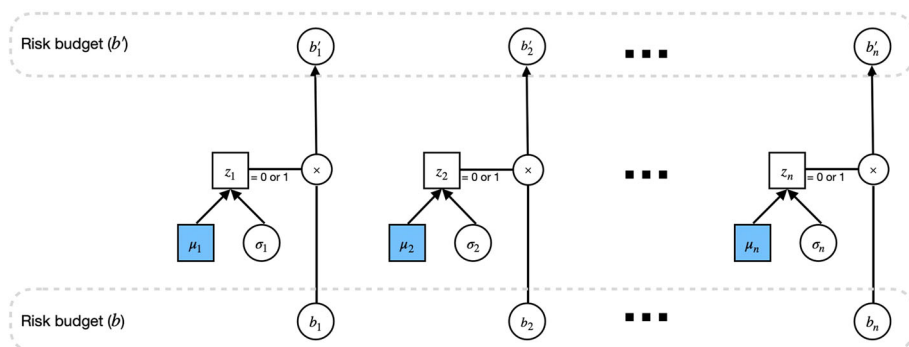 Risk budget (b′) b′₁ b′₂ b′ₙ
z₁ = 0 or 1 × z₂ = 0 or 1 × zₙ = 0 or 1 ×
μ₁ σ₁ μ₂ σ₂ μₙ σₙ
Risk budget (b) b₁ b₂ bₙ